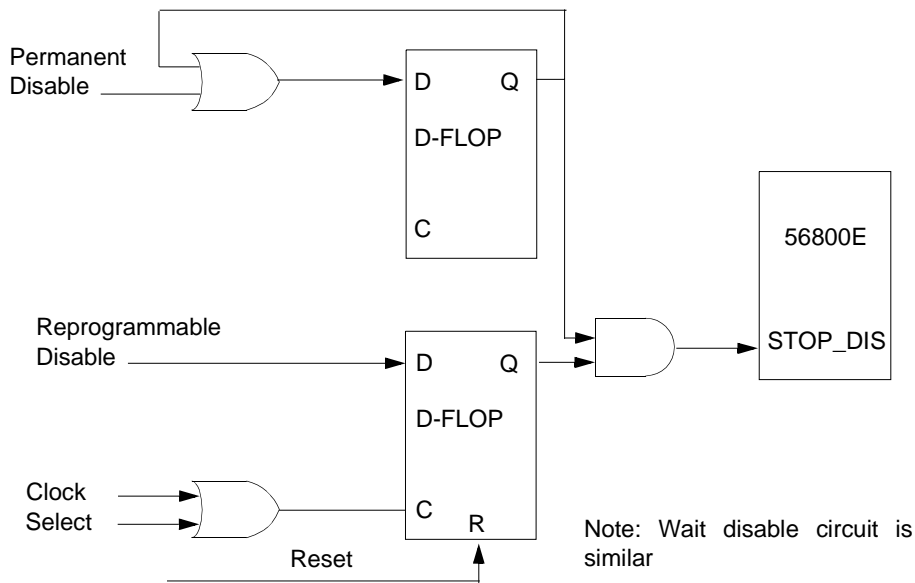 Permanent
Disable
D
Q
D-FLOP
C
56800E
STOP_DIS
Reprogrammable
Disable
D
Q
D-FLOP
Clock
Select
C
R
Reset
Note: Wait disable circuit is
similar